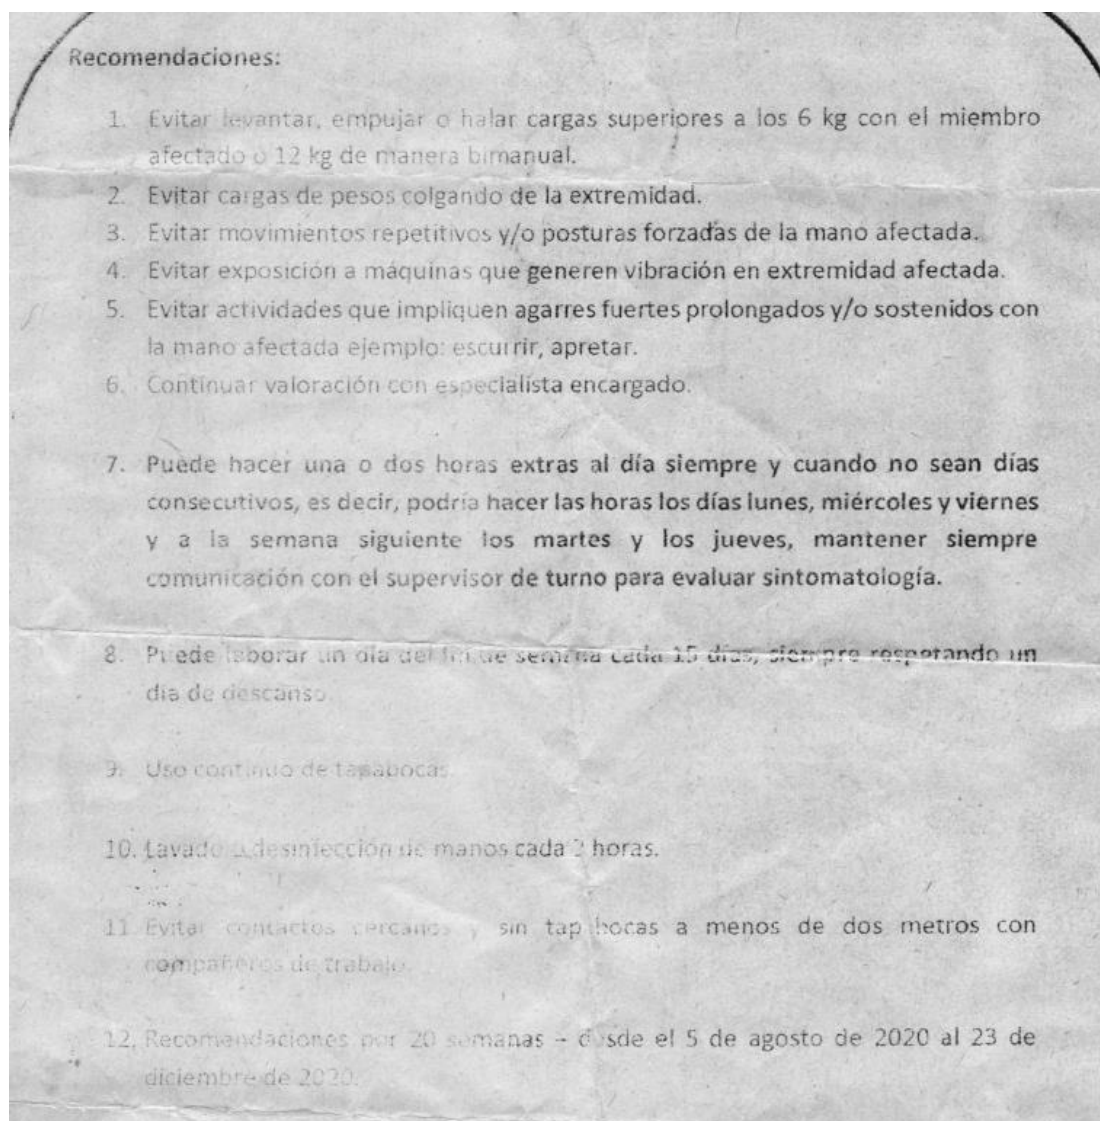 Recomendaciones:
1. Evitar levantar, empujar o halar cargas superiores a los 6 kg con el miembro
afectado o 12 kg de manera bimanual.
2. Evitar cargas de pesos colgando de la extremidad.
3. Evitar movimientos repetitivos y/o posturas forzadas de la mano afectada.
4. Evitar exposición a máquinas que generen vibración en extremidad afectada.
5. Evitar actividades que impliquen agarres fuertes prolongados y/o sostenidos con
la mano afectada ejemplo: escurrir, apretar.
6. Continuar valoración con especialista encargado.
7. Puede hacer una o dos horas extras al día siempre y cuando no sean días
consecutivos, es decir, podría hacer las horas los días lunes, miércoles y viernes
y a la semana siguiente los martes y los jueves, mantener siempre
comunicación con el supervisor de turno para evaluar sintomatología.
8. Puede laborar un día del fin de semana cada 15 días, siempre respetando un
día de descanso.
9. Uso continuo de tapabocas
10. Lavado o desinfección de manos cada 2 horas.
11 Evitar contactos cercanos y sin tapabocas a menos de dos metros con
compañeros de trabajo.
12. Recomendaciones por 20 semanas – desde el 5 de agosto de 2020 al 23 de
diciembre de 2020.